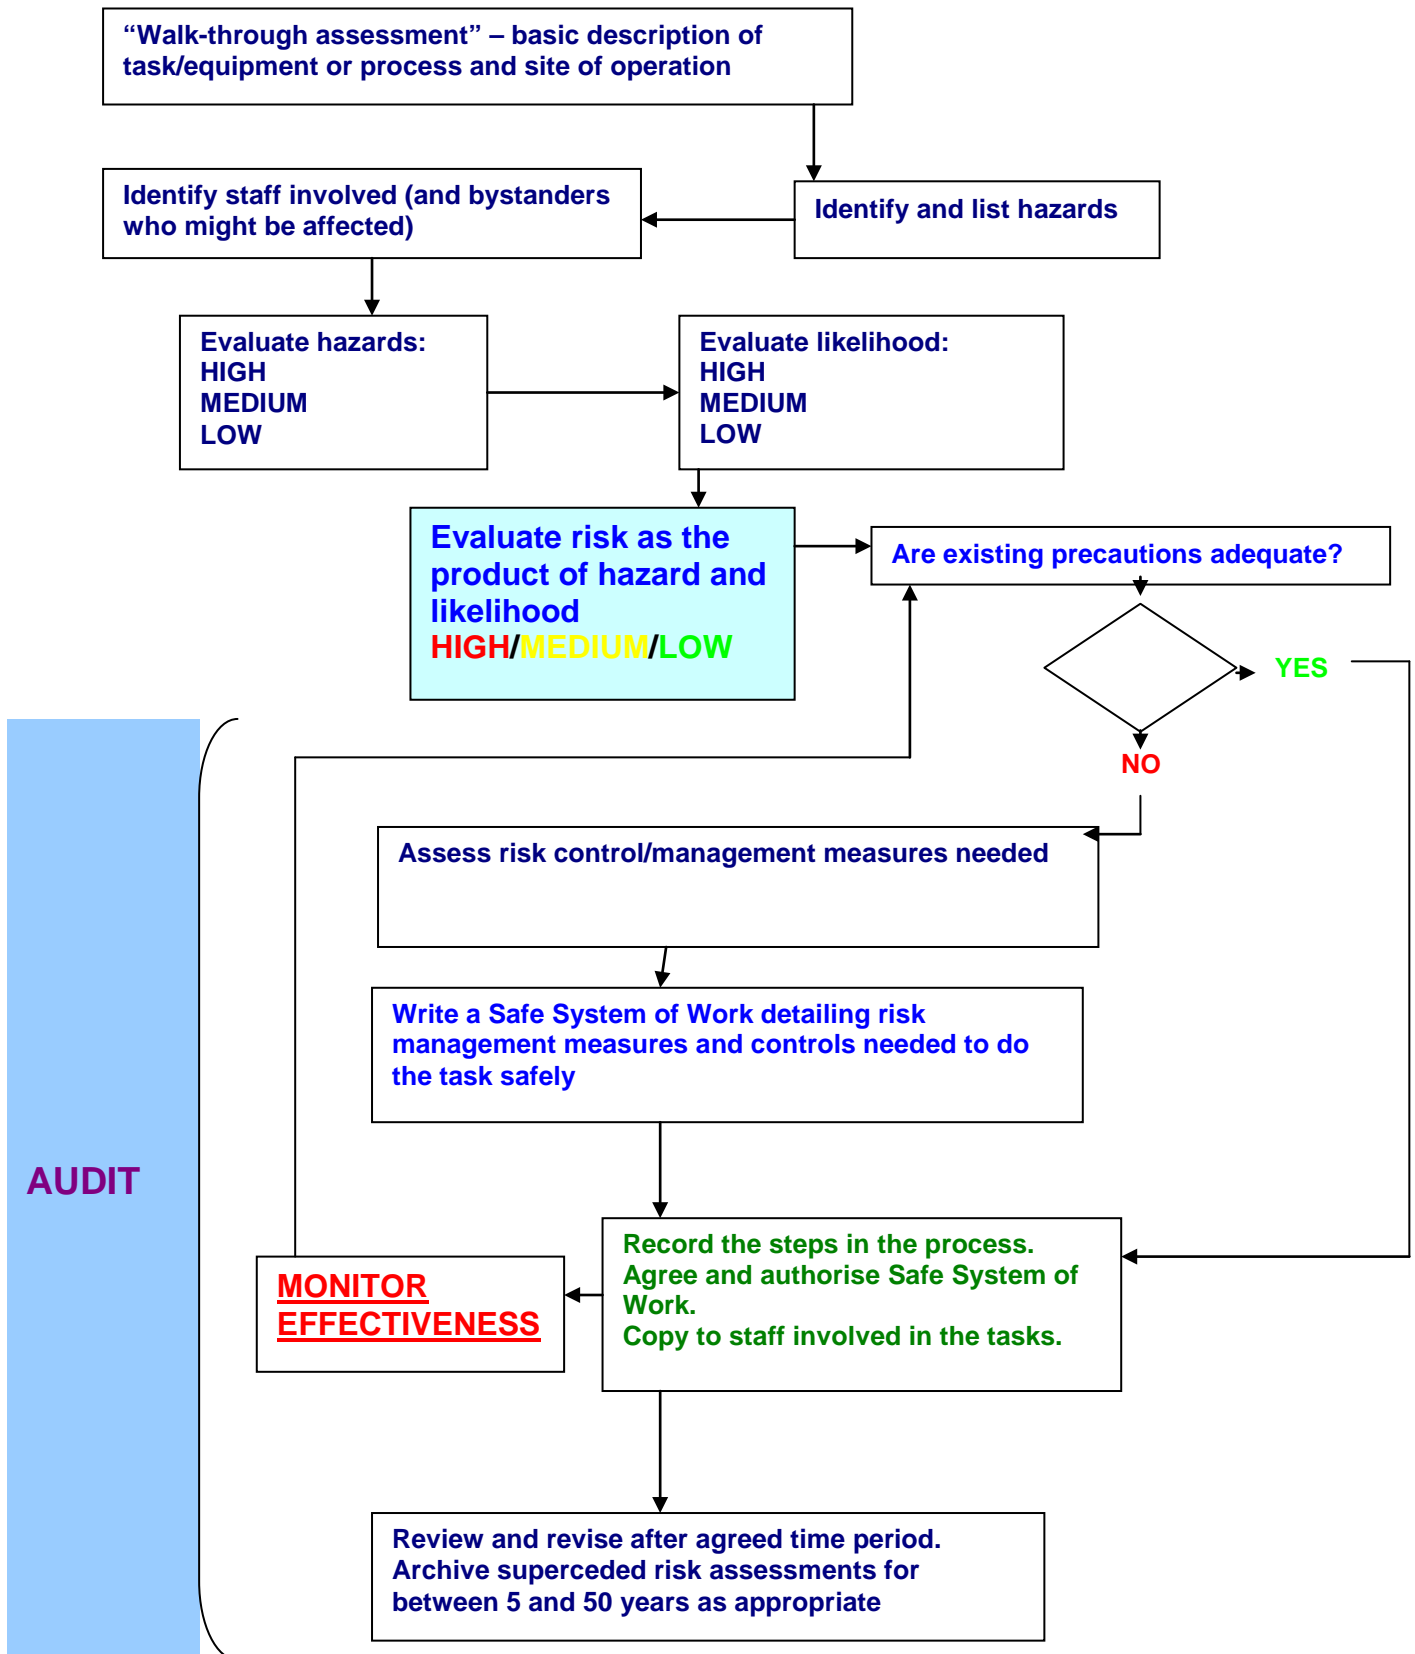 “Walk-through assessment” – basic description of
task/equipment or process and site of operation
Identify staff involved (and bystanders
who might be affected)
Identify and list hazards
Evaluate hazards:
HIGH
MEDIUM
LOW
Evaluate likelihood:
HIGH
MEDIUM
LOW
Evaluate risk as the
product of hazard and
likelihood
HIGH/MEDIUM/LOW
Are existing precautions adequate?
YES
NO
Assess risk control/management measures needed
Write a Safe System of Work detailing risk
management measures and controls needed to do
the task safely
AUDIT
Record the steps in the process.
Agree and authorise Safe System of
Work.
Copy to staff involved in the tasks.
MONITOR
EFFECTIVENESS
Review and revise after agreed time period.
Archive superceded risk assessments for
between 5 and 50 years as appropriate